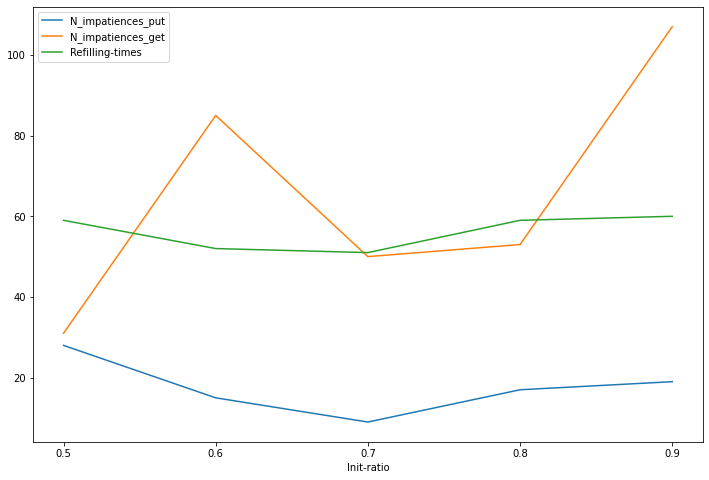 N_impatiences_put
N_impatiences_get
Refilling-times
100
80
60
40
20
0.5 0.6 0.7 0.8 0.9
Init-ratio